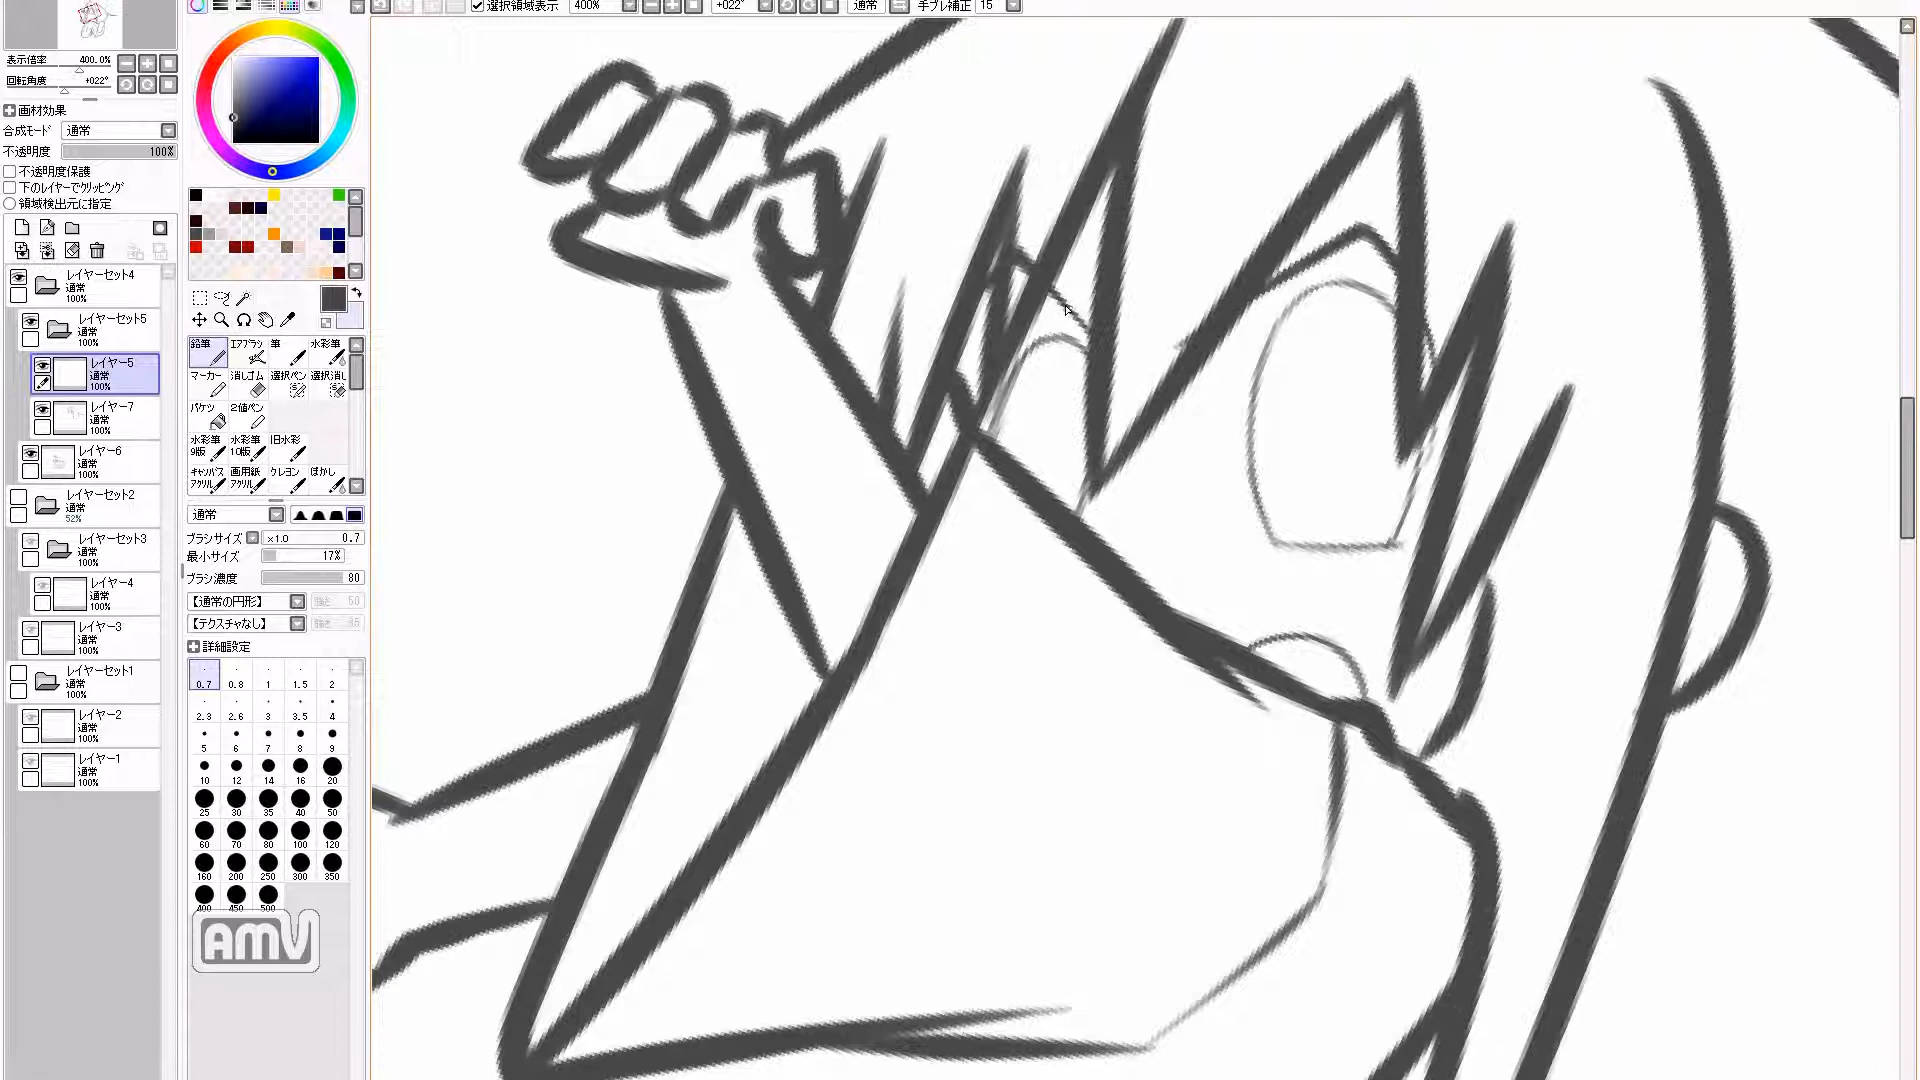 選択領域表示 400% +022° 通常 手ブレ補正 15
表示倍率 400.0%
回転角度 +022°
画材効果
合成モード 通常
不透明度 100%
不透明度保護
下のレイヤーでクリッピング
領域検出元に指定
レイヤーセット4
通常
100%
レイヤーセット5
通常
100%
レイヤー5
通常
100%
レイヤー7
通常
100%
レイヤー6
通常
100%
レイヤーセット2
通常
52%
レイヤーセット3
通常
100%
レイヤー4
通常
100%
レイヤー3
通常
100%
レイヤーセット1
通常
100%
レイヤー2
通常
100%
レイヤー1
通常
100%
鉛筆 エアブラシ 筆 水彩筆
マーカー 消しゴム 選択ペン 選択消し
バケツ 2値ペン
水彩筆 水彩筆 旧水彩
9版 10版
キャンバス 画用紙 クレヨン ぼかし
アクリル アクリル
通常
ブラシサイズ x1.0 0.7
最小サイズ 17%
ブラシ濃度 80
【通常の円形】 強さ 50
【テクスチャなし】 強さ
詳細設定
0.7 0.8 1 1.5 2
2.3 2.6 3 3.5 4
5 6 7 8 9
10 12 14 16 20
25 30 35 40 50
60 70 80 100 120
160 200 250 300 350
400 450 500
AMV